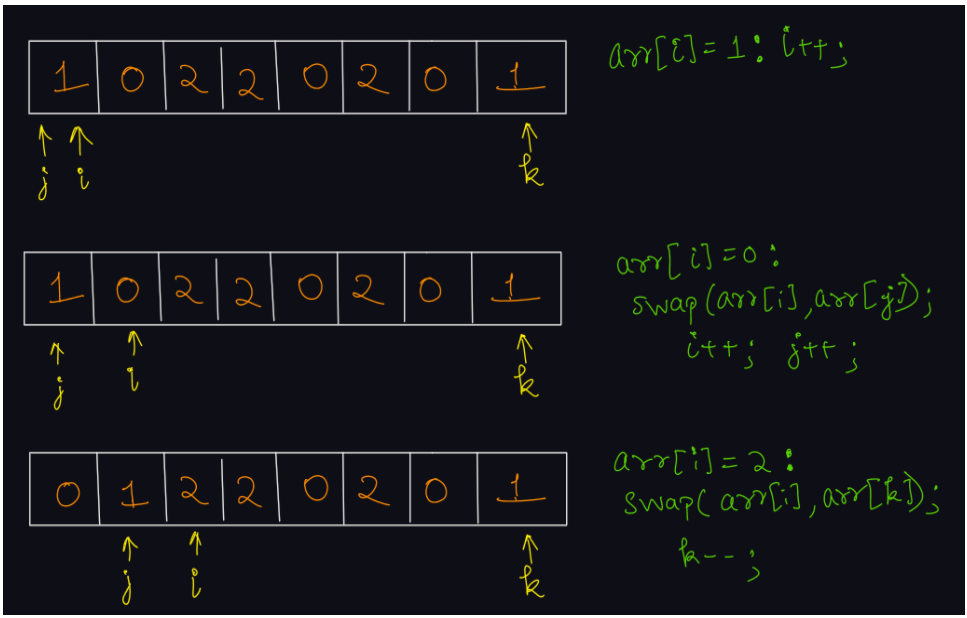 1 0 2 2 0 2 0 1
j i k
arr[i]=1: i++;
1 0 2 2 0 2 0 1
j i k
arr[i]=0:
swap(arr[i],arr[j]);
i++; j++;
0 1 2 2 0 2 0 1
j i k
arr[i]=2:
swap(arr[i],arr[k]);
k--;